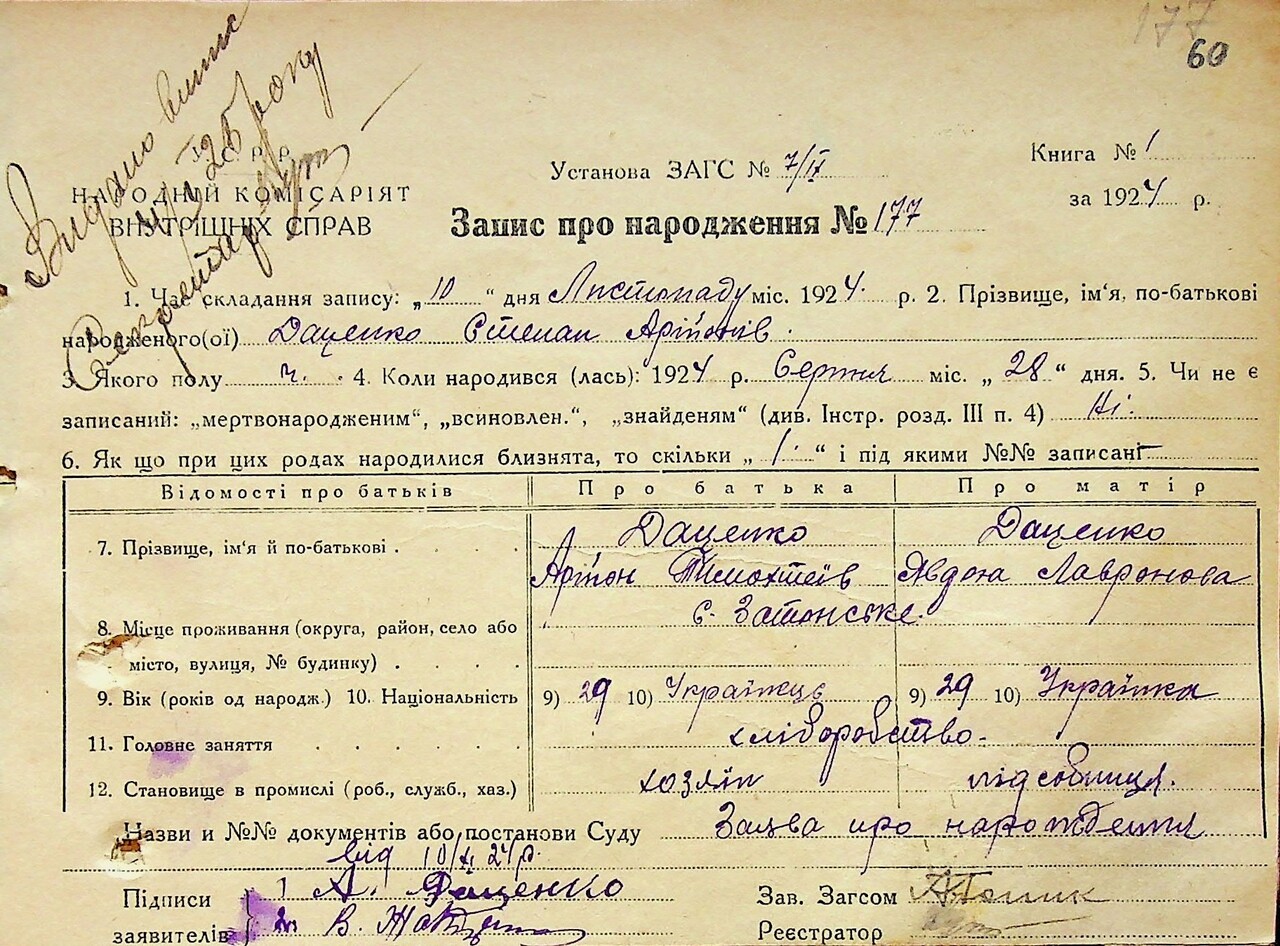 177
60
Видано випис
25 року
У. С. Р. Р.
НАРОДНІЙ КОМІСАРІЯТ
ВНУТРІШНІХ СПРАВ
Установа ЗАГС № 7/IX
Книга № 1
за 1924 р.
Запис про народження № 177
1. Час складання запису: „10“ дня Листопаду міс. 1924. р. 2. Прізвище, ім'я, по-батькові
народженого(ої) Даценко Степан
3. Якого полу ч. 4. Коли народився (лась): 1924 р. Серпня міс. „28“ дня. 5. Чи не є
записаний: „мертвонародженим“, „всиновлен.“, „знайденям“ (див. Інстр. розд. III п. 4) Ні.
6. Як що при цих родах народилися близнята, то скільки „1“ і під якими №№ записані —
Відомості про батьків Про батька Про матір
7. Прізвище, ім'я й по-батькові . . . . Даценко Даценко
Тимохтеїв Явдоха Лавронова
с. Затонське.
8. Місце проживання (округа, район, село або
місто, вулиця, № будинку) . . . .
9. Вік (років од народж.) 10. Національність 9) 29 10) Українець 9) 29 10) Українка
11. Головне заняття . . . . . . хліборобство.
12. Становище в промислі (роб., служб., хаз.) хозяїн підсобниця.
Назви и №№ документів або постанови Суду Заява про народження
від 10/XI 24 р.
Підписи
заявителів
1 А. Даценко
2. В.
Зав. Загсом
Реєстратор